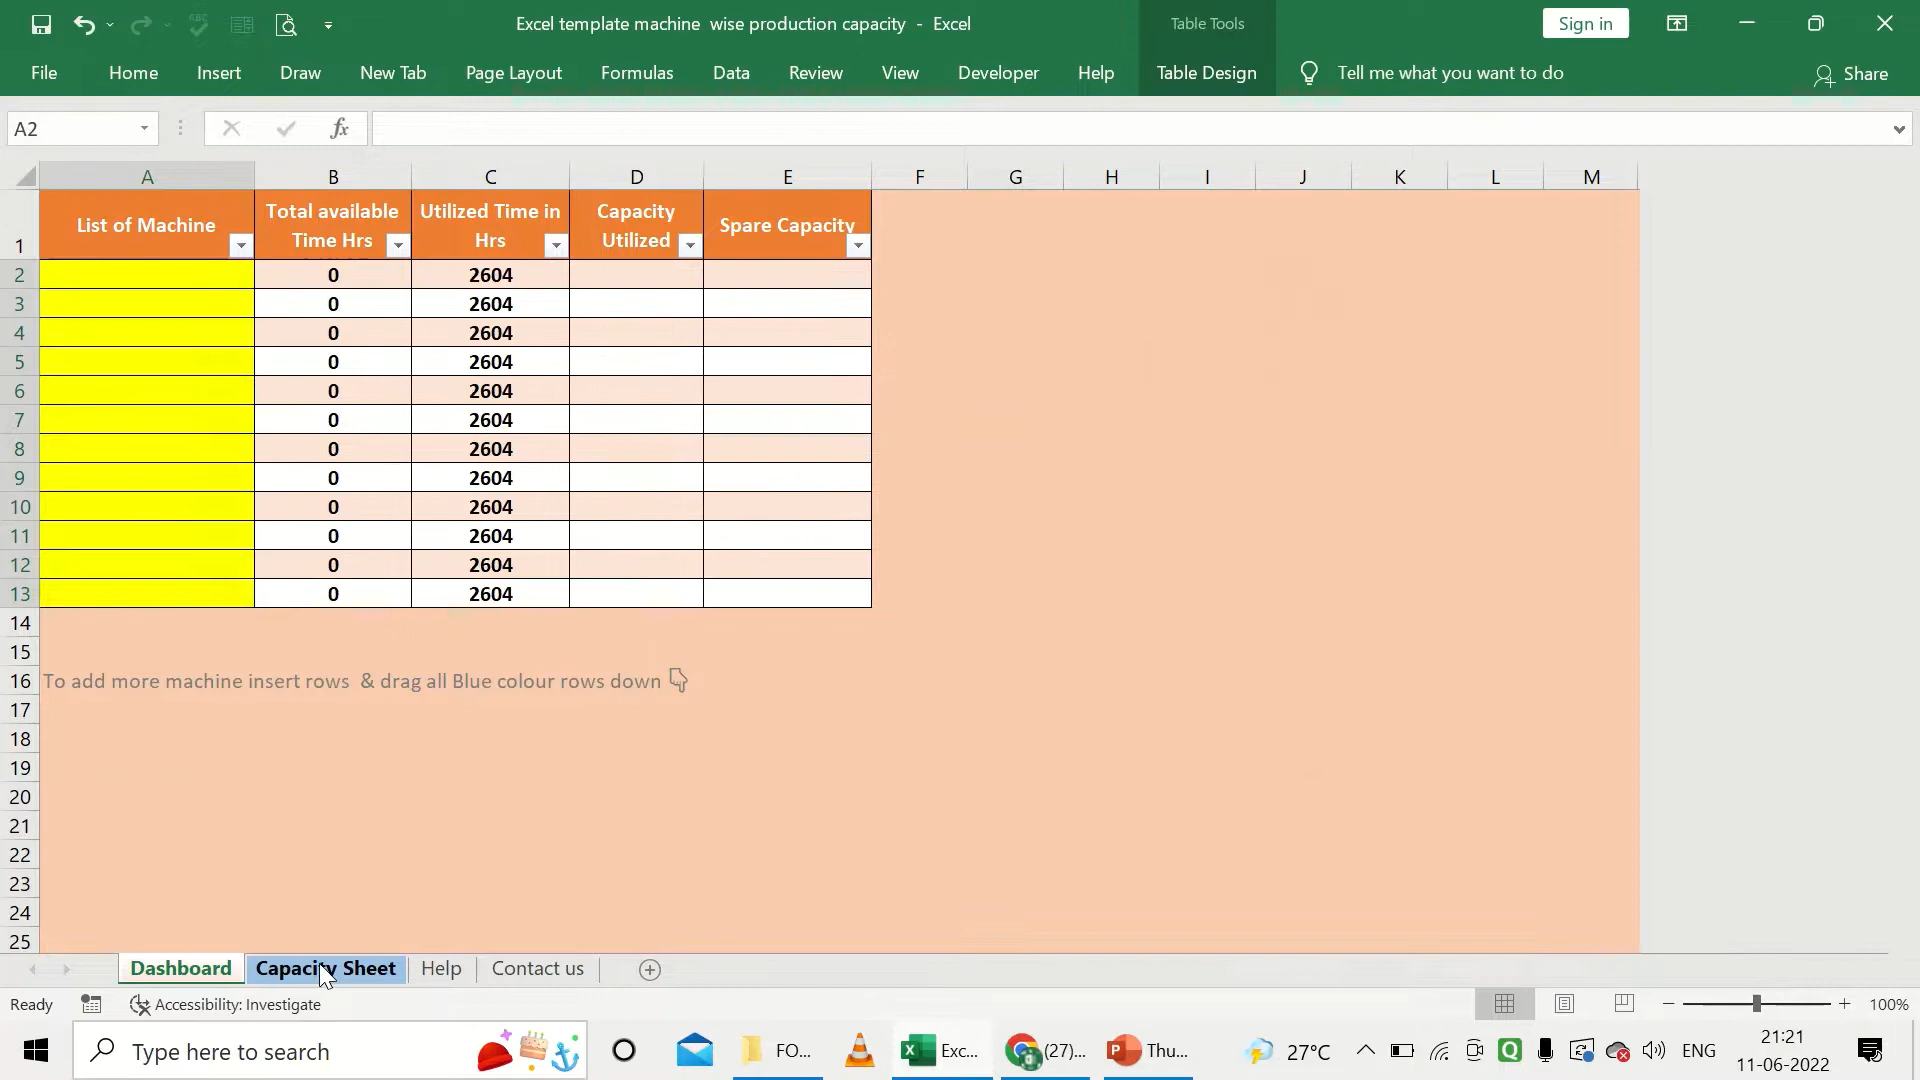 Excel template machine  wise production capacity  -  Excel
Table Tools
Sign in
File
Home
Insert
Draw
New Tab
Page Layout
Formulas
Data
Review
View
Developer
Help
Table Design
Tell me what you want to do
Share
A2
fx
A B C D E F G H I J K L M
1
List of Machine
Total available Time Hrs
Utilized Time in Hrs
Capacity Utilized
Spare Capacity
2 0 2604
3 0 2604
4 0 2604
5 0 2604
6 0 2604
7 0 2604
8 0 2604
9 0 2604
10 0 2604
11 0 2604
12 0 2604
13 0 2604
14
15
16 To add more machine insert rows  & drag all Blue colour rows down
17
18
19
20
21
22
23
24
25
Dashboard
Capacity Sheet
Help
Contact us
Ready
Accessibility: Investigate
100%
Type here to search
FO...
Exc...
(27)...
Thu...
27°C
ENG
21:21
11-06-2022